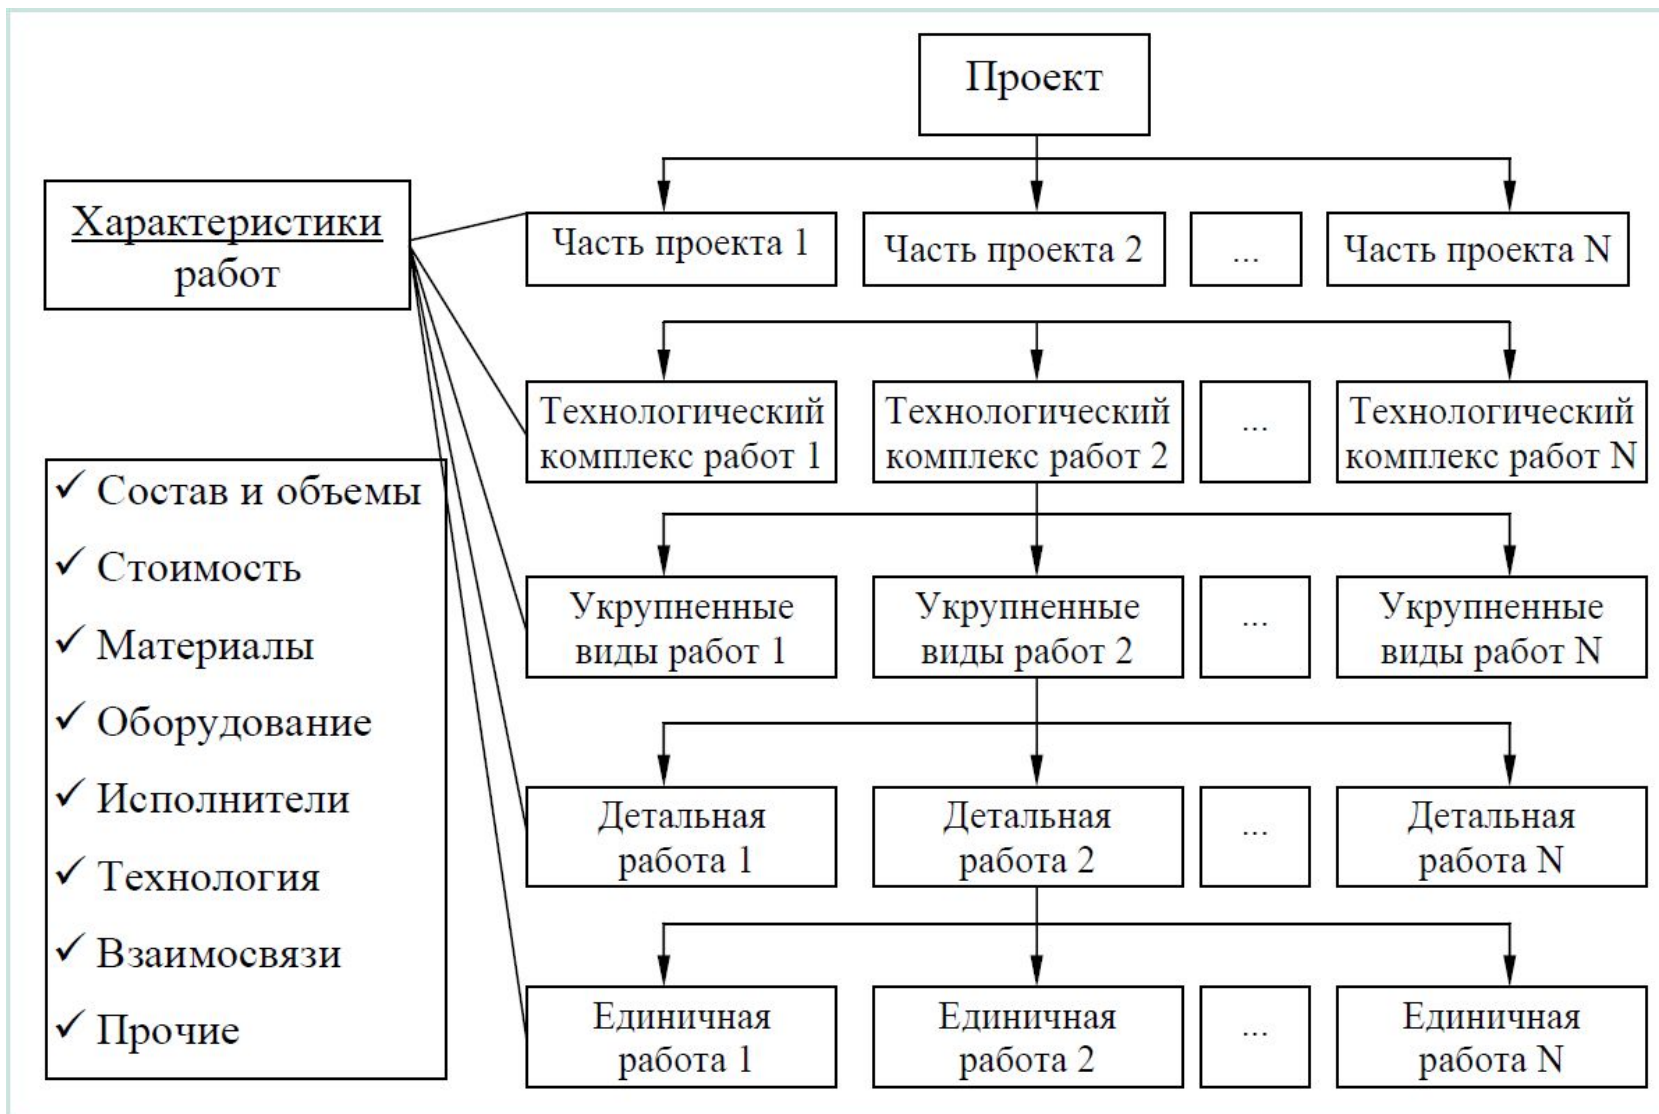 Проект
Характеристики
работ
Часть проекта 1
Часть проекта 2
...
Часть проекта N
Технологический
комплекс работ 1
Технологический
комплекс работ 2
...
Технологический
комплекс работ N
✓ Состав и объемы
✓ Стоимость
✓ Материалы
✓ Оборудование
✓ Исполнители
✓ Технология
✓ Взаимосвязи
✓ Прочие
Укрупненные
виды работ 1
Укрупненные
виды работ 2
...
Укрупненные
виды работ N
Детальная
работа 1
Детальная
работа 2
...
Детальная
работа N
Единичная
работа 1
Единичная
работа 2
...
Единичная
работа N